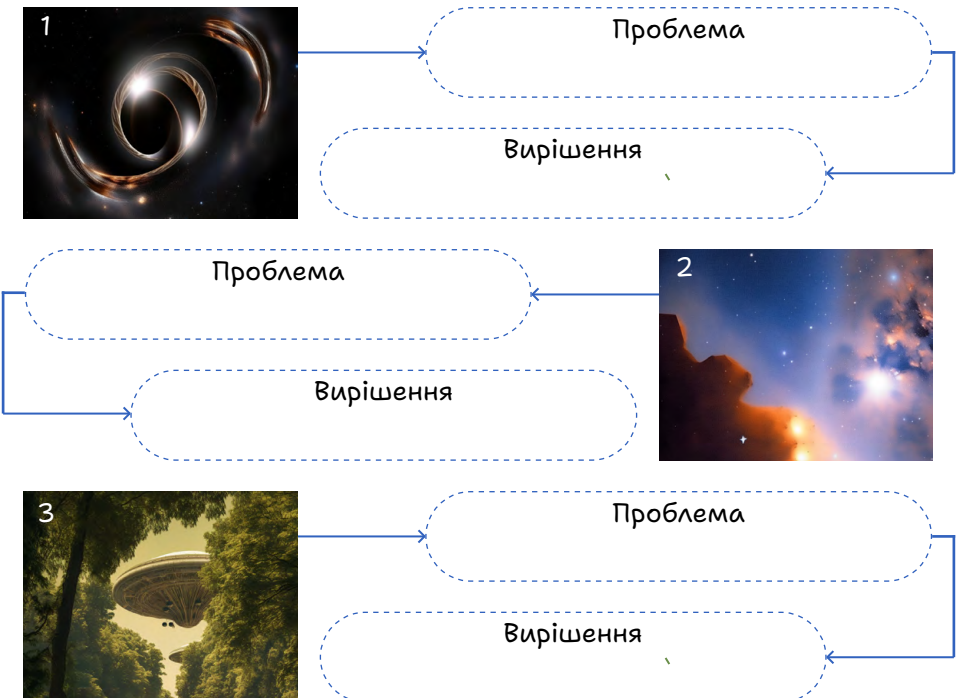 1
Проблема
Вирішення
Проблема
2
Вирішення
3
Проблема
Вирішення